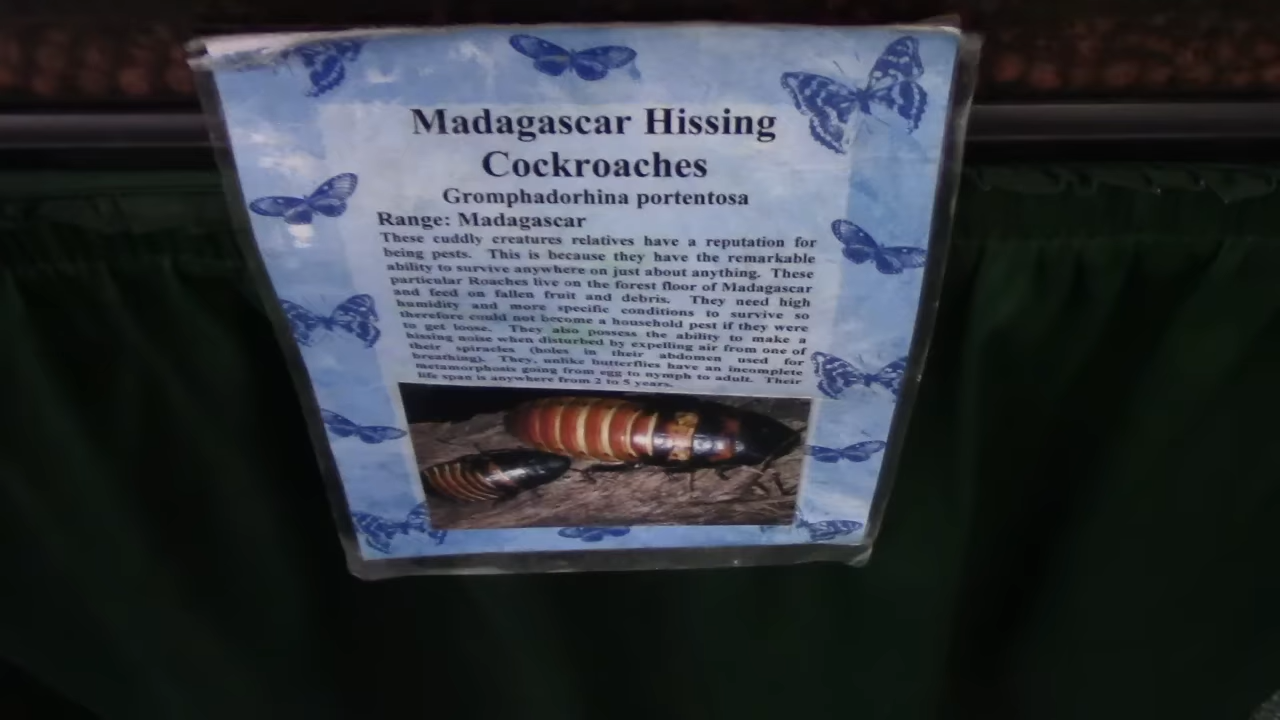 Madagascar Hissing
Cockroaches
Gromphadorhina portentosa
Range: Madagascar
These cuddly creatures relatives have a reputation for
being pests. This is because they have the remarkable
ability to survive anywhere on just about anything. These
particular Roaches live on the forest floor of Madagascar
and feed on fallen fruit and debris. They need high
humidity and more specific conditions to survive so
therefore could not become a household pest if they were
to get loose. They also possess the ability to make a
hissing noise when disturbed by expelling air from one of
their spiracles (holes in their abdomen used for
breathing). They, unlike butterflies have an incomplete
metamorphosis going from egg to nymph to adult. Their
life span is anywhere from 2 to 5 years.